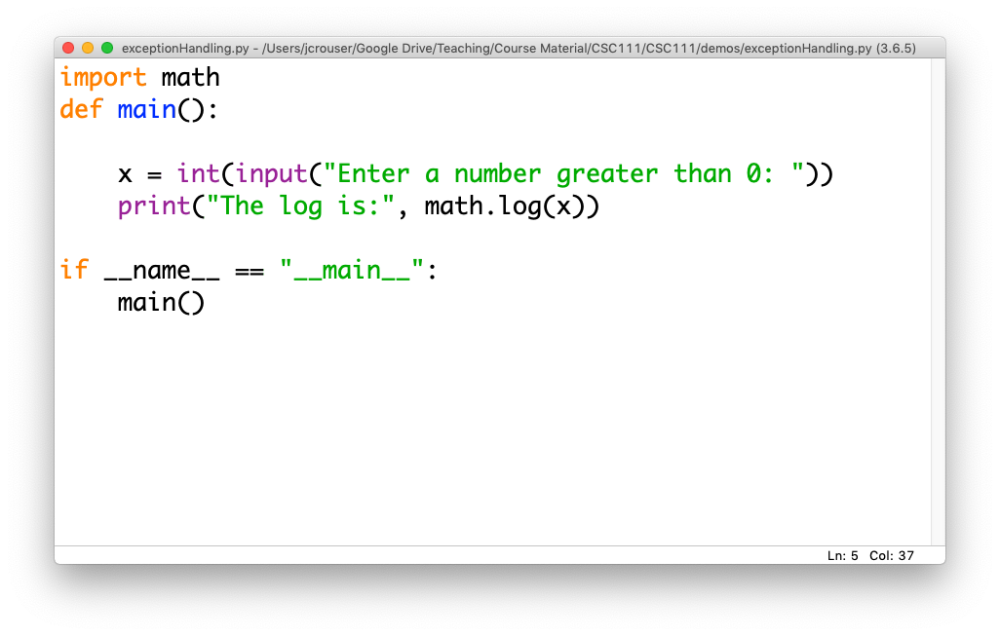 exceptionHandling.py - /Users/jcrouser/Google Drive/Teaching/Course Material/CSC111/CSC111/demos/exceptionHandling.py (3.6.5)
import math
def main():
    x = int(input("Enter a number greater than 0: "))
    print("The log is:", math.log(x))
if __name__ == "__main__":
    main()
Ln: 5 Col: 37